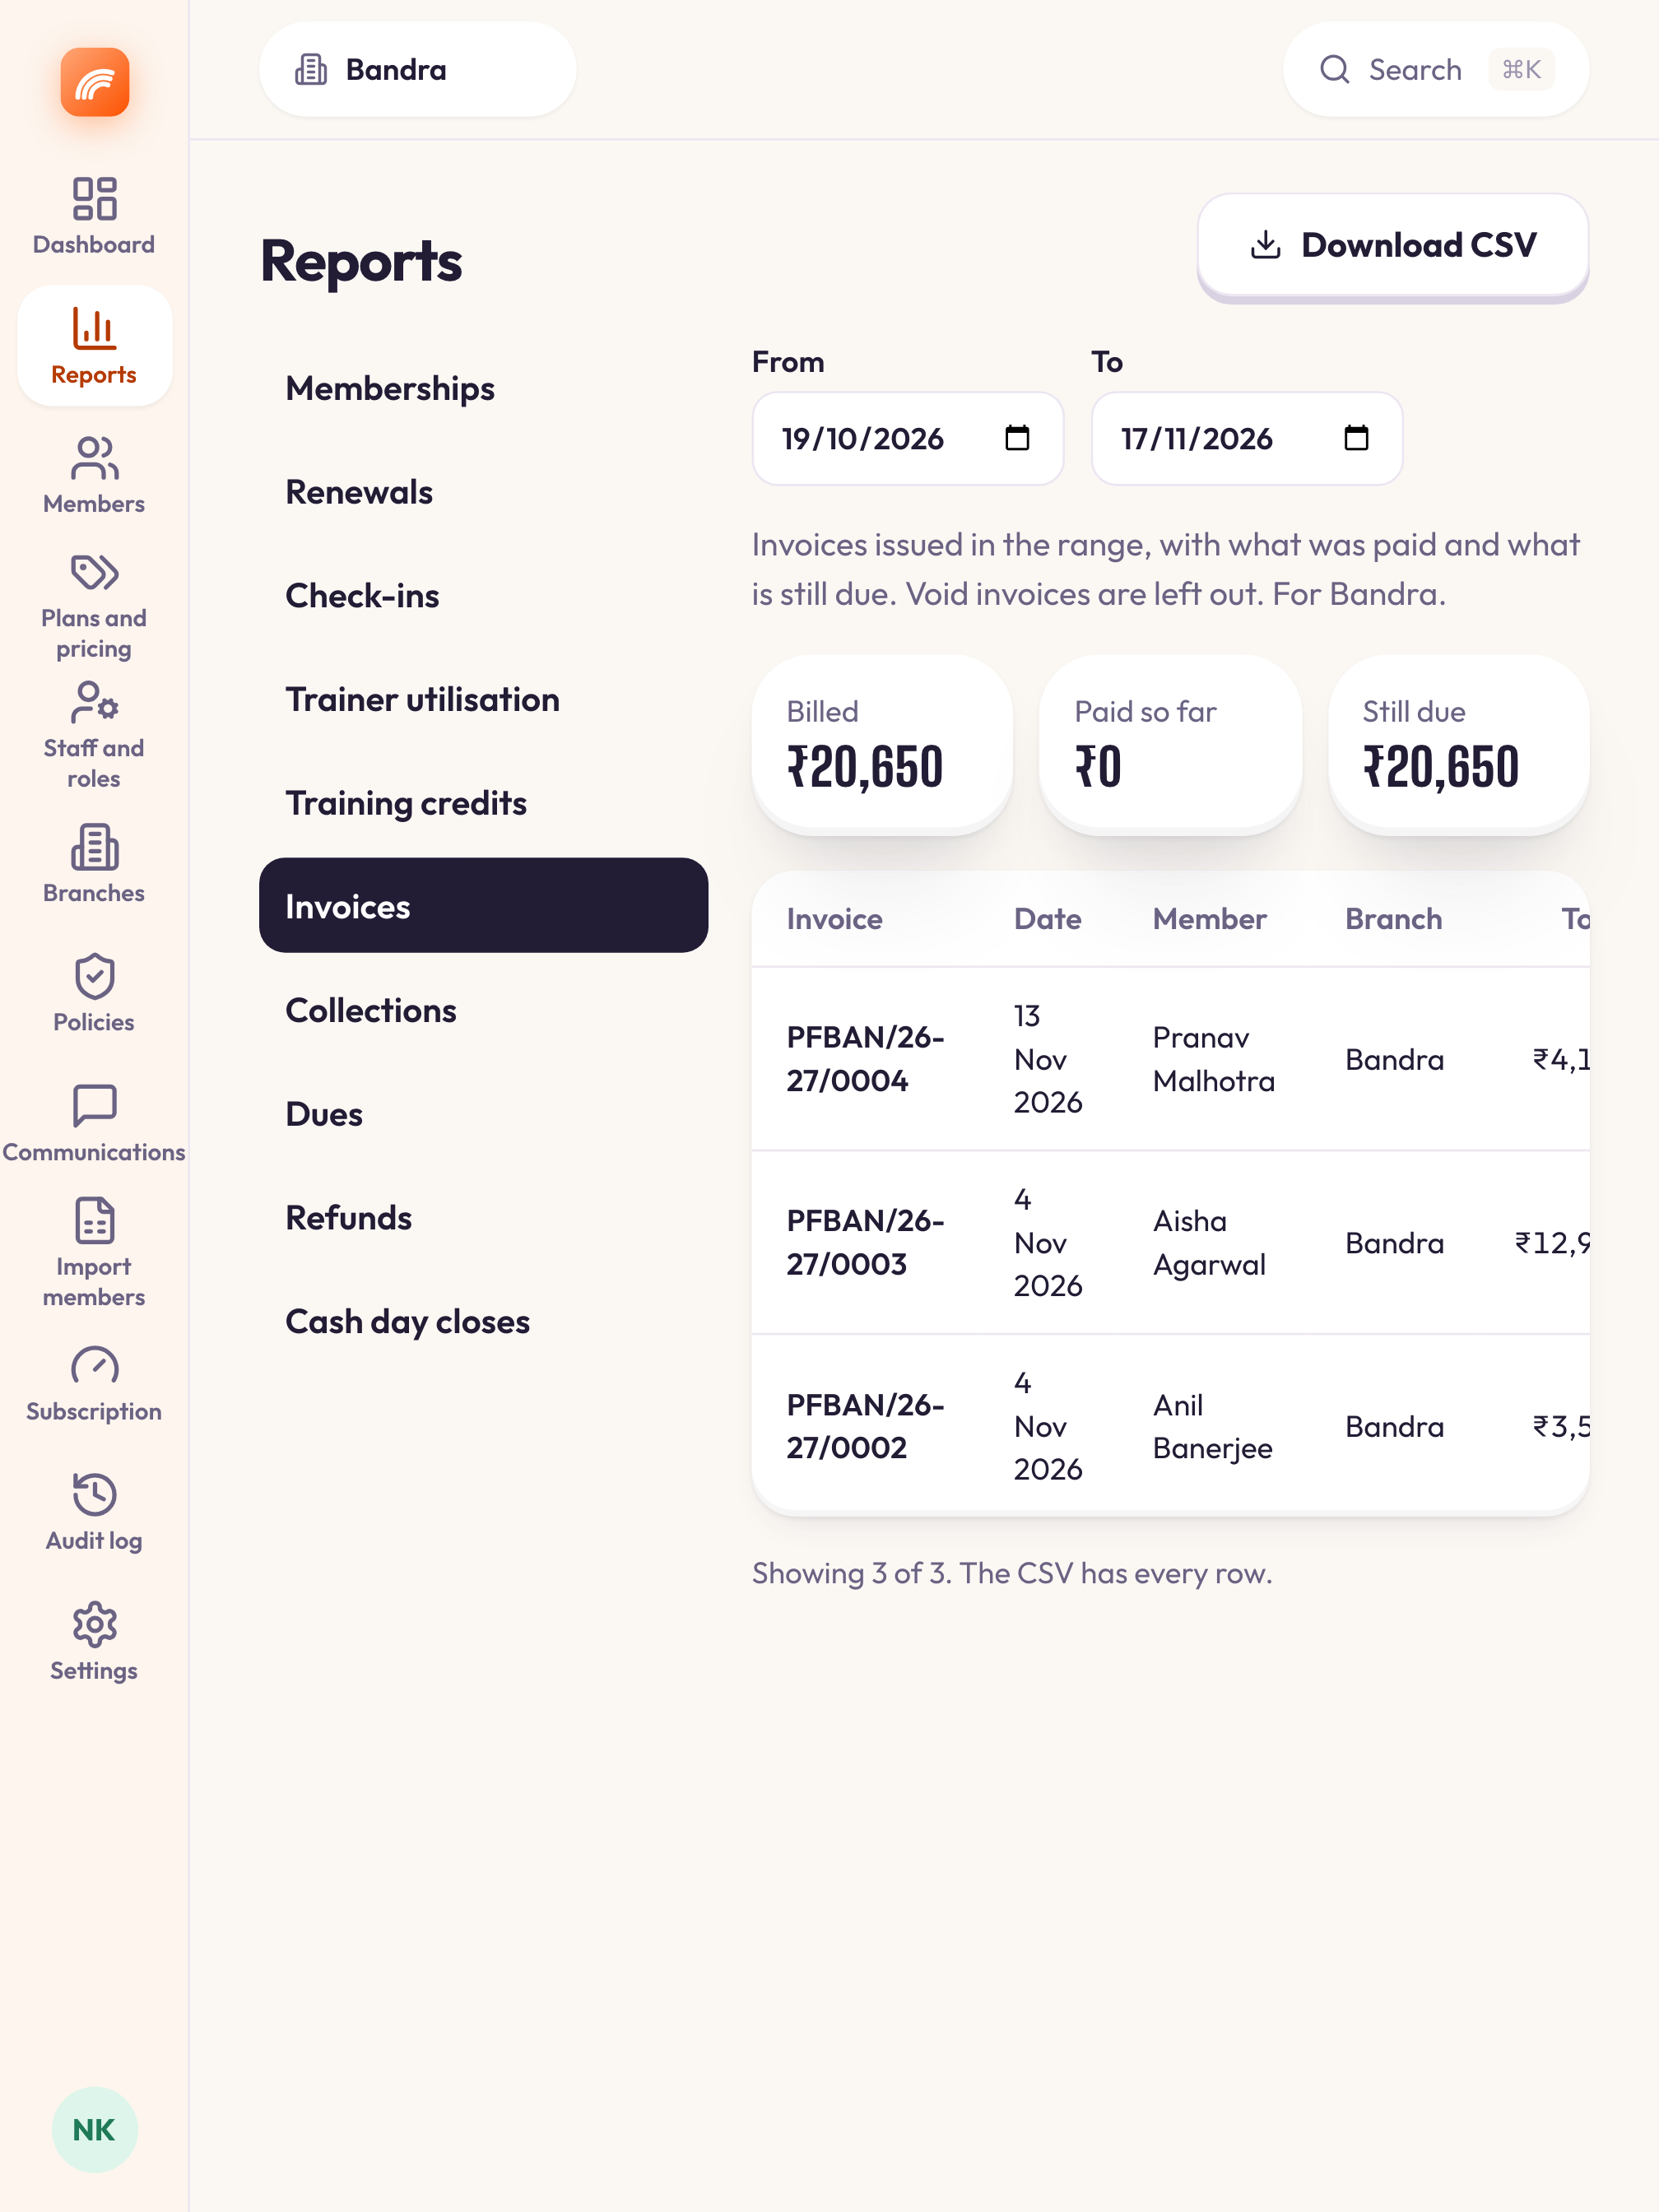 Bandra
Search ⌘K
Dashboard
Reports
Members
Plans and
pricing
Staff and
roles
Branches
Policies
Communications
Import
members
Subscription
Audit log
Settings
NK
Reports
Download CSV
Memberships
Renewals
Check-ins
Trainer utilisation
Training credits
Invoices
Collections
Dues
Refunds
Cash day closes
From
To
19/10/2026
17/11/2026
Invoices issued in the range, with what was paid and what
is still due. Void invoices are left out. For Bandra.
Billed
₹20,650
Paid so far
₹0
Still due
₹20,650
Invoice Date Member Branch
PFBAN/26-
27/0004
13
Nov
2026
Pranav
Malhotra
Bandra
₹4,1
PFBAN/26-
27/0003
4
Nov
2026
Aisha
Agarwal
Bandra
₹12,9
PFBAN/26-
27/0002
4
Nov
2026
Anil
Banerjee
Bandra
₹3,5
Showing 3 of 3. The CSV has every row.